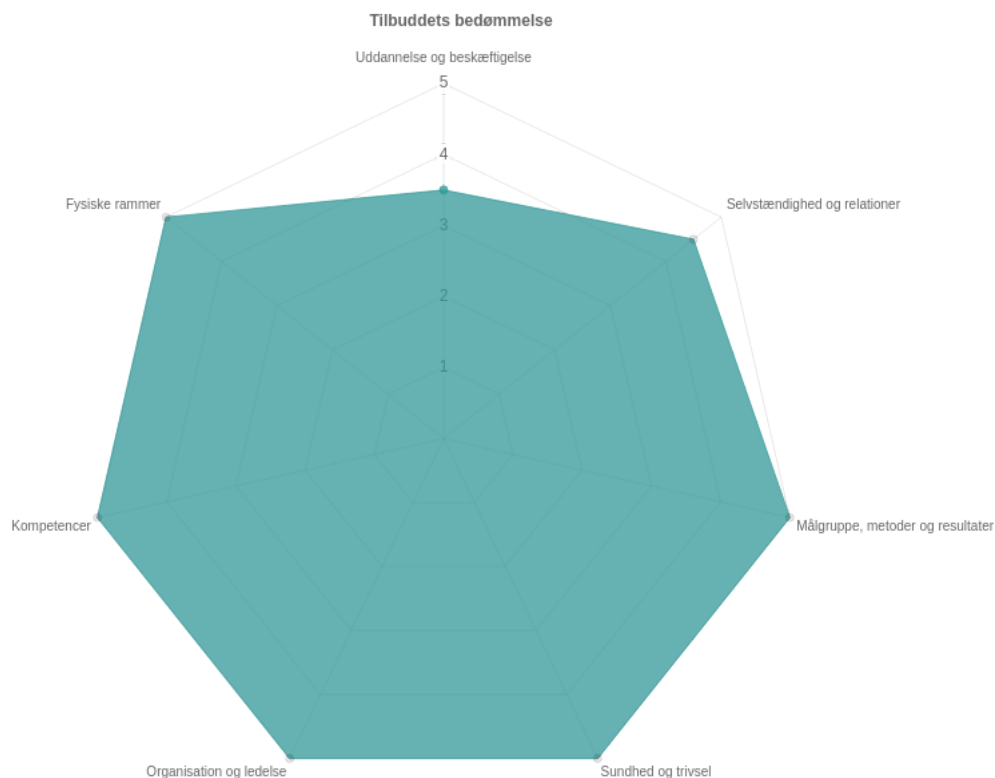 Tilbuddets bedømmelse
Uddannelse og beskæftigelse
5
4
3
2
1
Fysiske rammer
Selvstændighed og relationer
Kompetencer
Målgruppe, metoder og resultater
Organisation og ledelse
Sundhed og trivsel